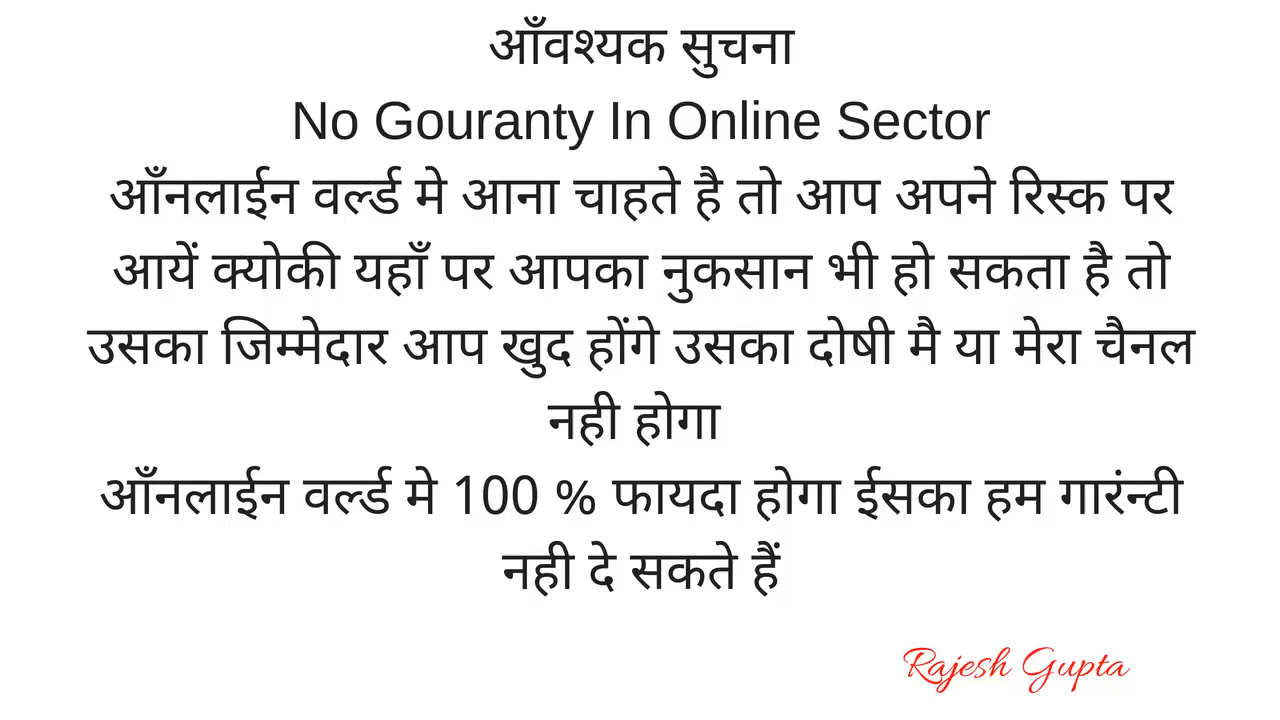 आँवश्यक सुचना
No Gouranty In Online Sector
आँनलाईन वर्ल्ड मे आना चाहते है तो आप अपने रिस्क पर
आयें क्योकी यहाँ पर आपका नुकसान भी हो सकता है तो
उसका जिम्मेदार आप खुद होंगे उसका दोषी मै या मेरा चैनल
नही होगा
आँनलाईन वर्ल्ड मे 100 % फायदा होगा ईसका हम गारंन्टी
नही दे सकते हैं
Rajesh Gupta